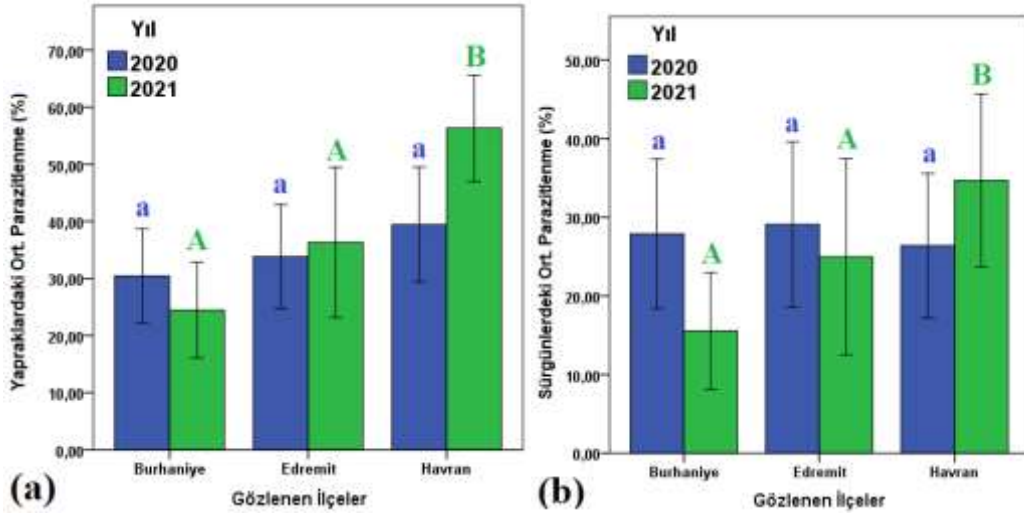 Yapraklardaki Ort. Parazitlenme (%)
70,00
60,00
50,00
40,00
30,00
20,00
10,00
0,00
Yıl
2020
2021
a
A
a
A
a
B
Burhaniye Edremit Havran
Gözlenen İlçeler
(a)
Sürgünlerdeki Ort. Parazitlenme (%)
50,00
40,00
30,00
20,00
10,00
0,00
Yıl
2020
2021
a
A
a
A
a
B
Burhaniye Edremit Havran
Gözlenen İlçeler
(b)